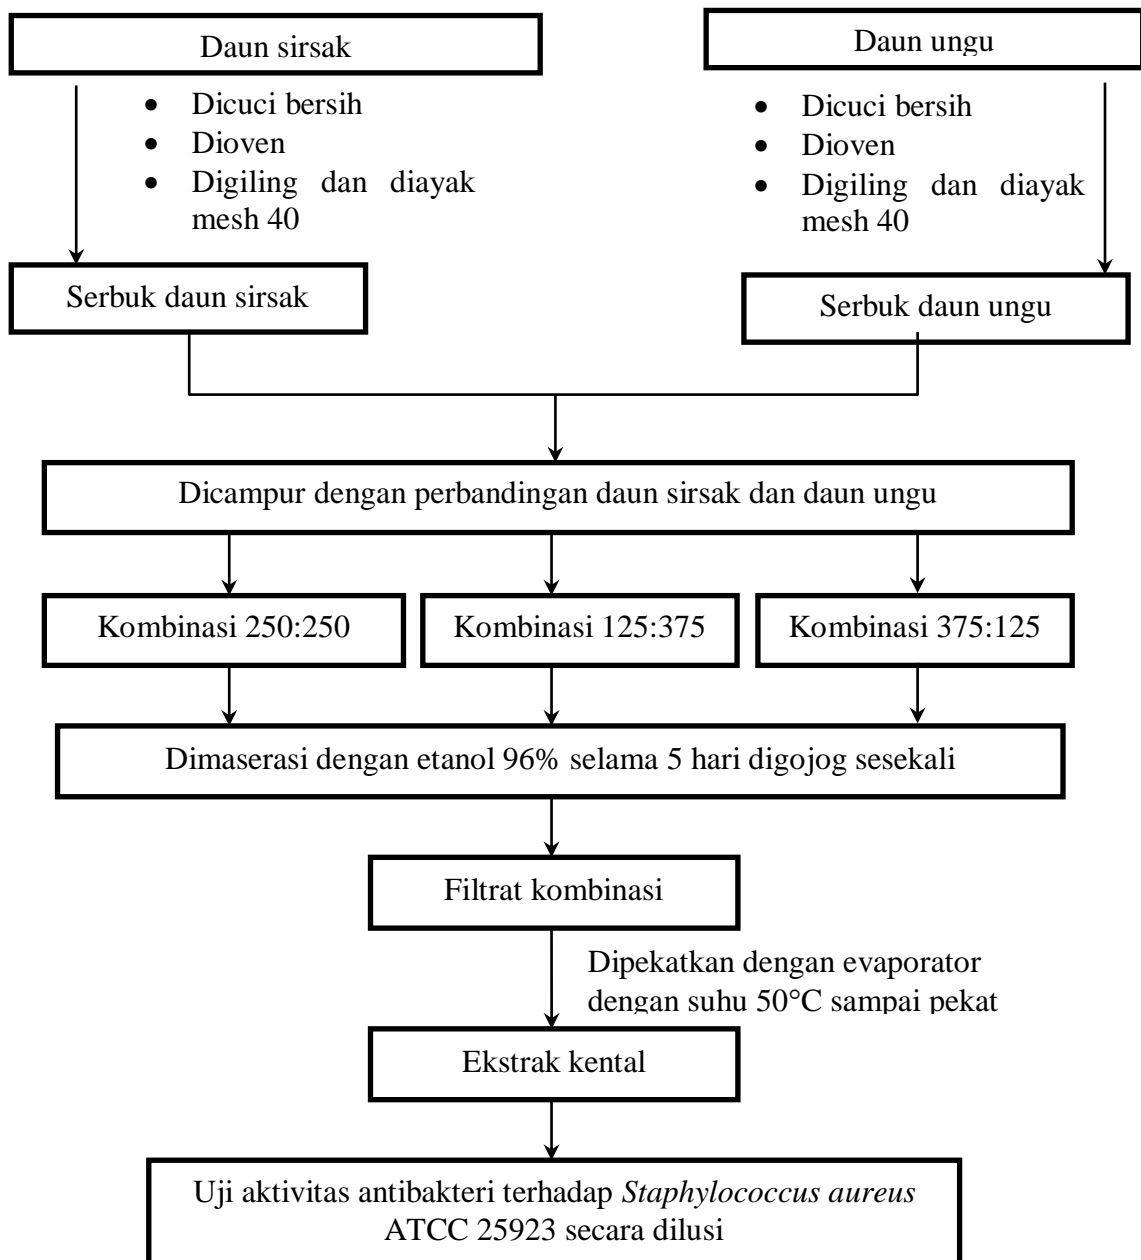 Daun sirsak
Daun ungu
• Dicuci bersih
• Dioven
• Digiling dan diayak
mesh 40
• Dicuci bersih
• Dioven
• Digiling dan diayak
mesh 40
Serbuk daun sirsak
Serbuk daun ungu
Dicampur dengan perbandingan daun sirsak dan daun ungu
Kombinasi 250:250
Kombinasi 125:375
Kombinasi 375:125
Dimaserasi dengan etanol 96% selama 5 hari digojog sesekali
Filtrat kombinasi
Dipekatkan dengan evaporator
dengan suhu 50°C sampai pekat
Ekstrak kental
Uji aktivitas antibakteri terhadap Staphylococcus aureus
ATCC 25923 secara dilusi